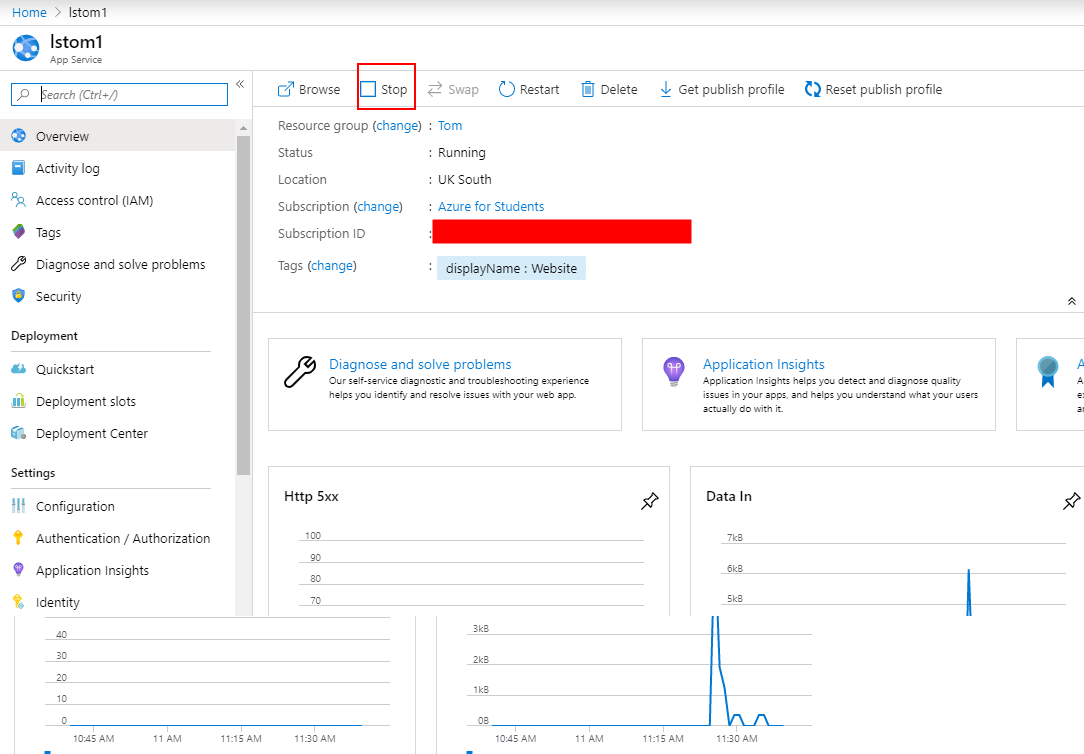 Home > lstom1
lstom1
App Service
Search (Ctrl+/)
«
Browse Stop Swap Restart Delete Get publish profile Reset publish profile
Overview
Activity log
Access control (IAM)
Tags
Diagnose and solve problems
Security
Deployment
Quickstart
Deployment slots
Deployment Center
Settings
Configuration
Authentication / Authorization
Application Insights
Identity
Resource group (change) : Tom
Status : Running
Location : UK South
Subscription (change) : Azure for Students
Subscription ID :
Tags (change) : displayName : Website
Diagnose and solve problems
Our self-service diagnostic and troubleshooting experience
helps you identify and resolve issues with your web app.
Application Insights
Application Insights helps you detect and diagnose quality
issues in your apps, and helps you understand what your users
actually do with it.
A
A
ex
an
Http 5xx
100
90
80
70
40
30
20
10
0
10:45 AM 11 AM 11:15 AM 11:30 AM
Data In
7kB
6kB
5kB
3kB
2kB
1kB
0B
10:45 AM 11 AM 11:15 AM 11:30 AM